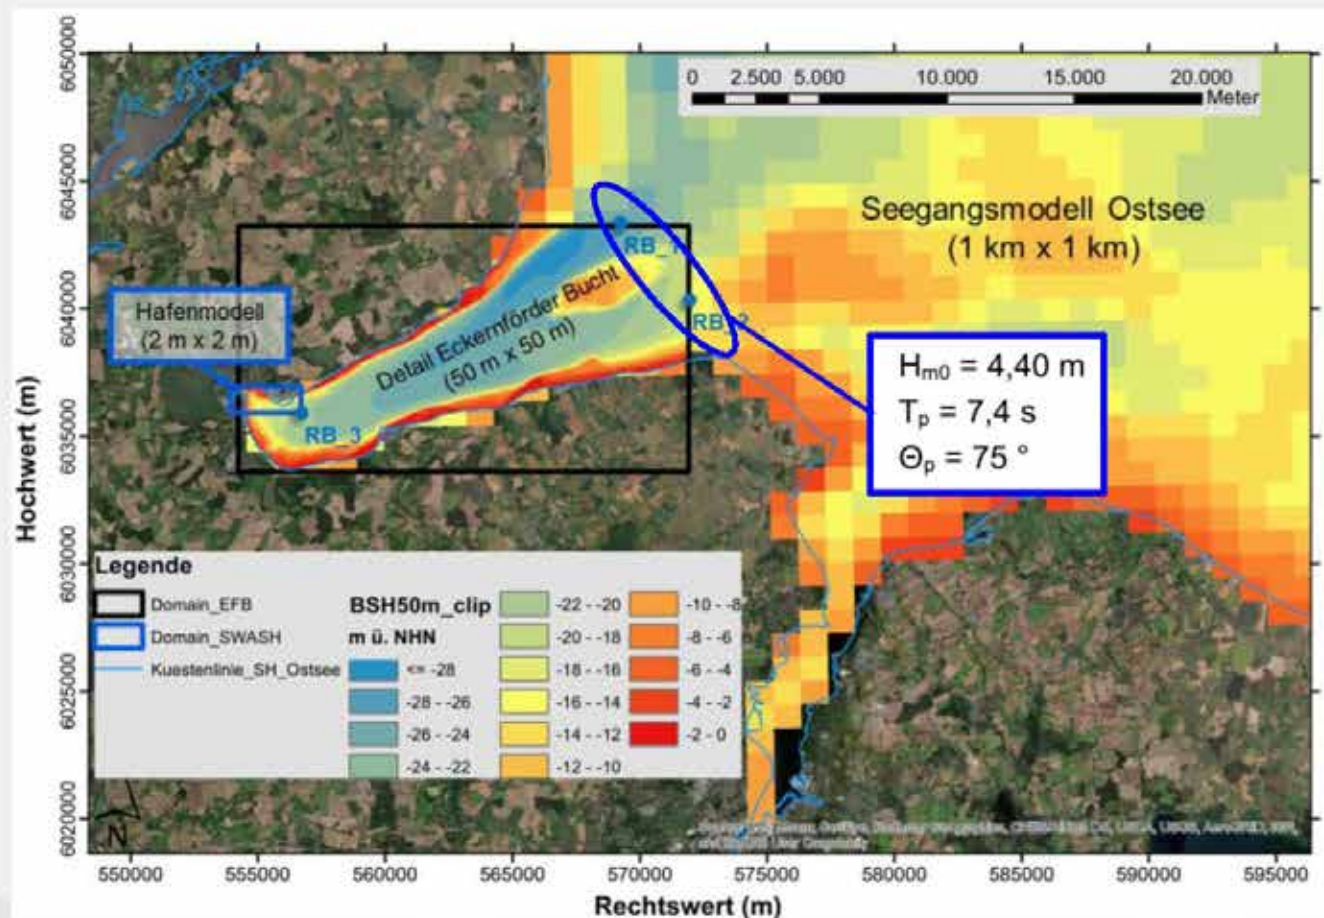 0 2.500 5.000 10.000 15.000 20.000
Meter
Seegangsmodell Ostsee
(1 km x 1 km)
RB_1
RB_2
Hafenmodell
(2 m x 2 m)
Detail Eckernförder Bucht
(50 m x 50 m)
RB_3
H_m0 = 4,40 m
T_p = 7,4 s
Θ_p = 75 °
Hochwert (m)
6050000
6045000
6040000
6035000
6030000
6025000
6020000
Legende
Domain_EFB
Domain_SWASH
Kuestenlinie_SH_Ostsee
BSH50m_clip
m ü. NHN
<= -28
-28 - -26
-26 - -24
-24 - -22
-22 - -20
-20 - -18
-18 - -16
-16 - -14
-14 - -12
-12 - -10
-10 - -8
-8 - -6
-6 - -4
-4 - -2
-2 - 0
N
550000 555000 560000 565000 570000 575000 580000 585000 590000 595000
Rechtswert (m)